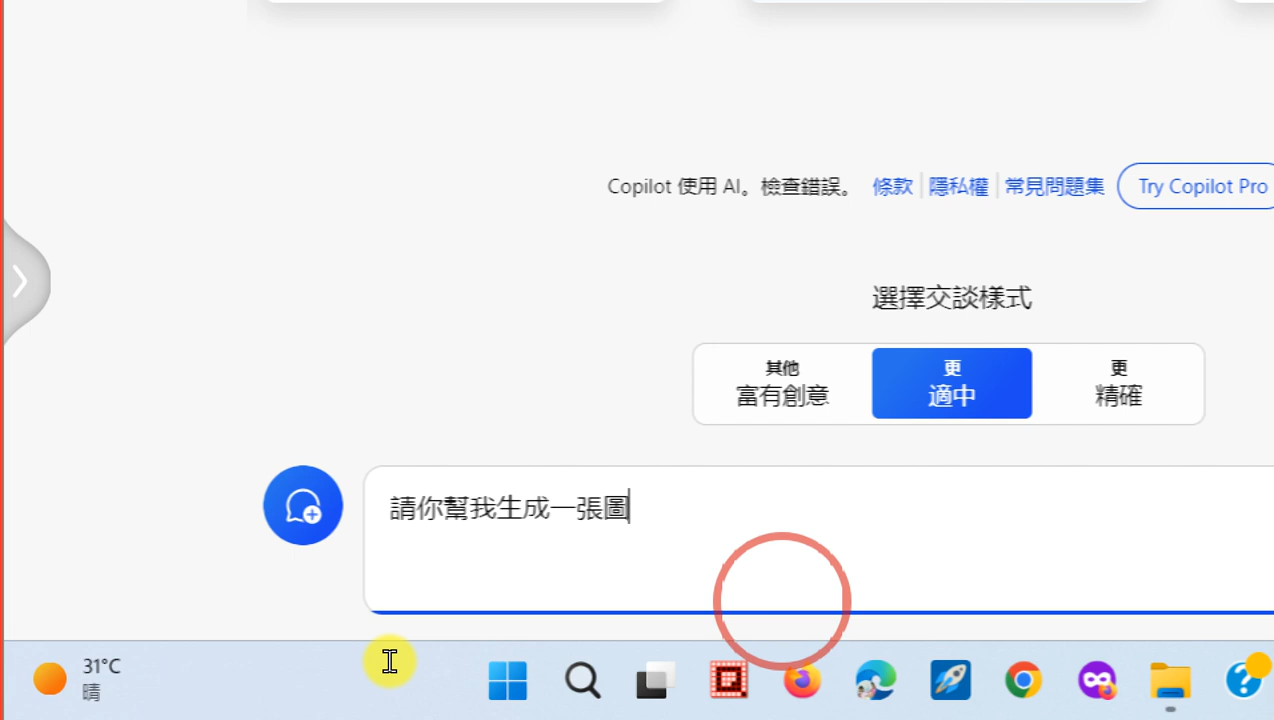 Copilot 使用 AI。檢查錯誤。 條款 隱私權 常見問題集 Try Copilot Pro
選擇交談樣式
其他 更 更
富有創意 適中 精確
請你幫我生成一張圖
31°C
晴